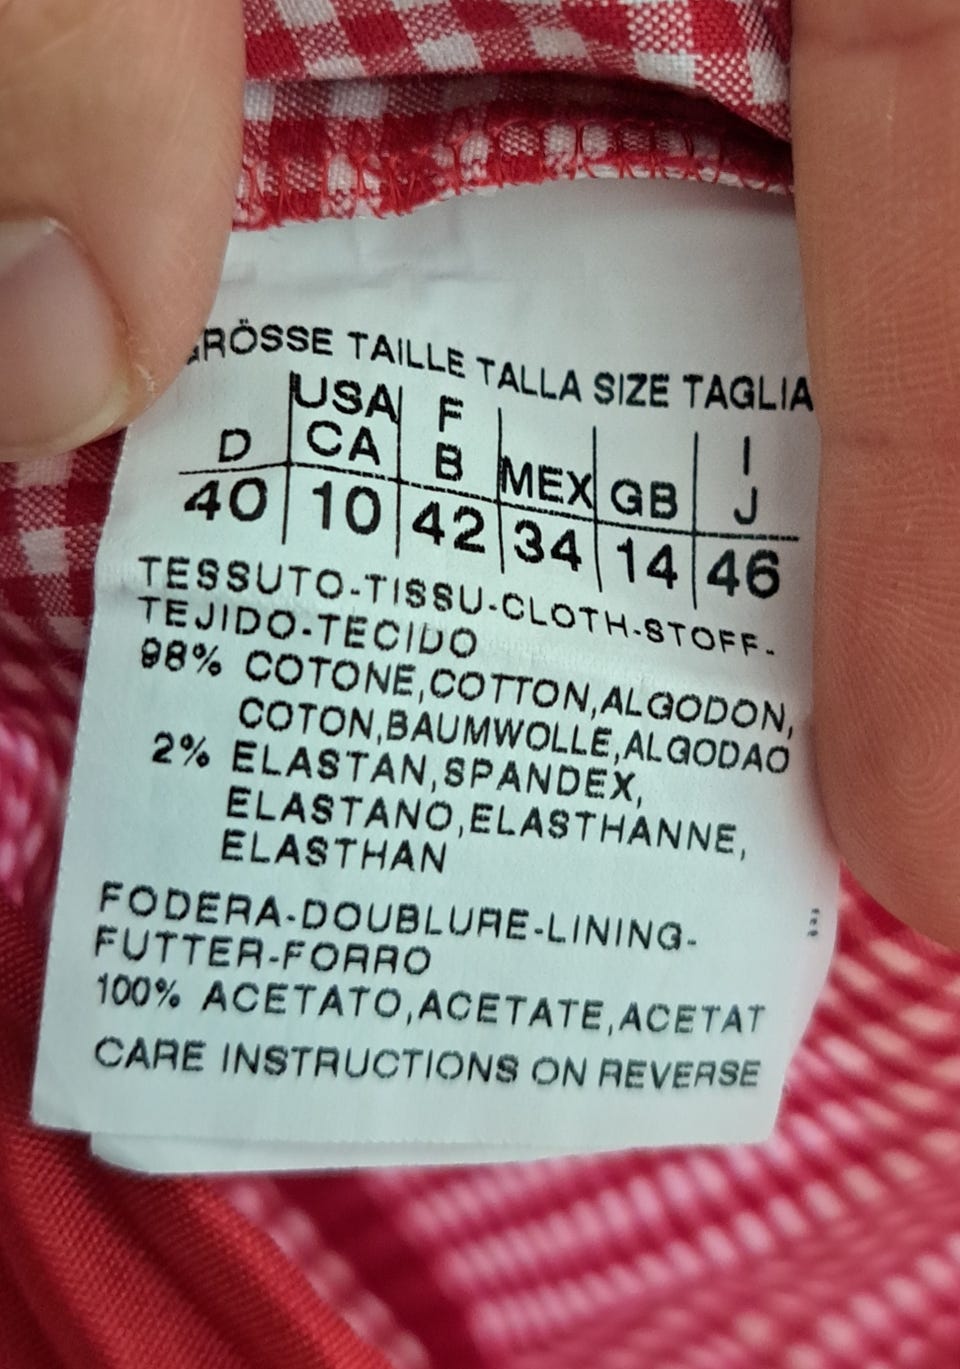 GRÖSSE TAILLE TALLA SIZE TAGLIA
D USA CA F B MEX GB I J
40 10 42 34 14 46
TESSUTO-TISSU-CLOTH-STOFF-
TEJIDO-TECIDO
98% COTONE,COTTON,ALGODON,
COTON,BAUMWOLLE,ALGODAO
2% ELASTAN,SPANDEX,
ELASTANO,ELASTHANNE,
ELASTHAN
FODERA-DOUBLURE-LINING-
FUTTER-FORRO
100% ACETATO,ACETATE,ACETAT
CARE INSTRUCTIONS ON REVERSE